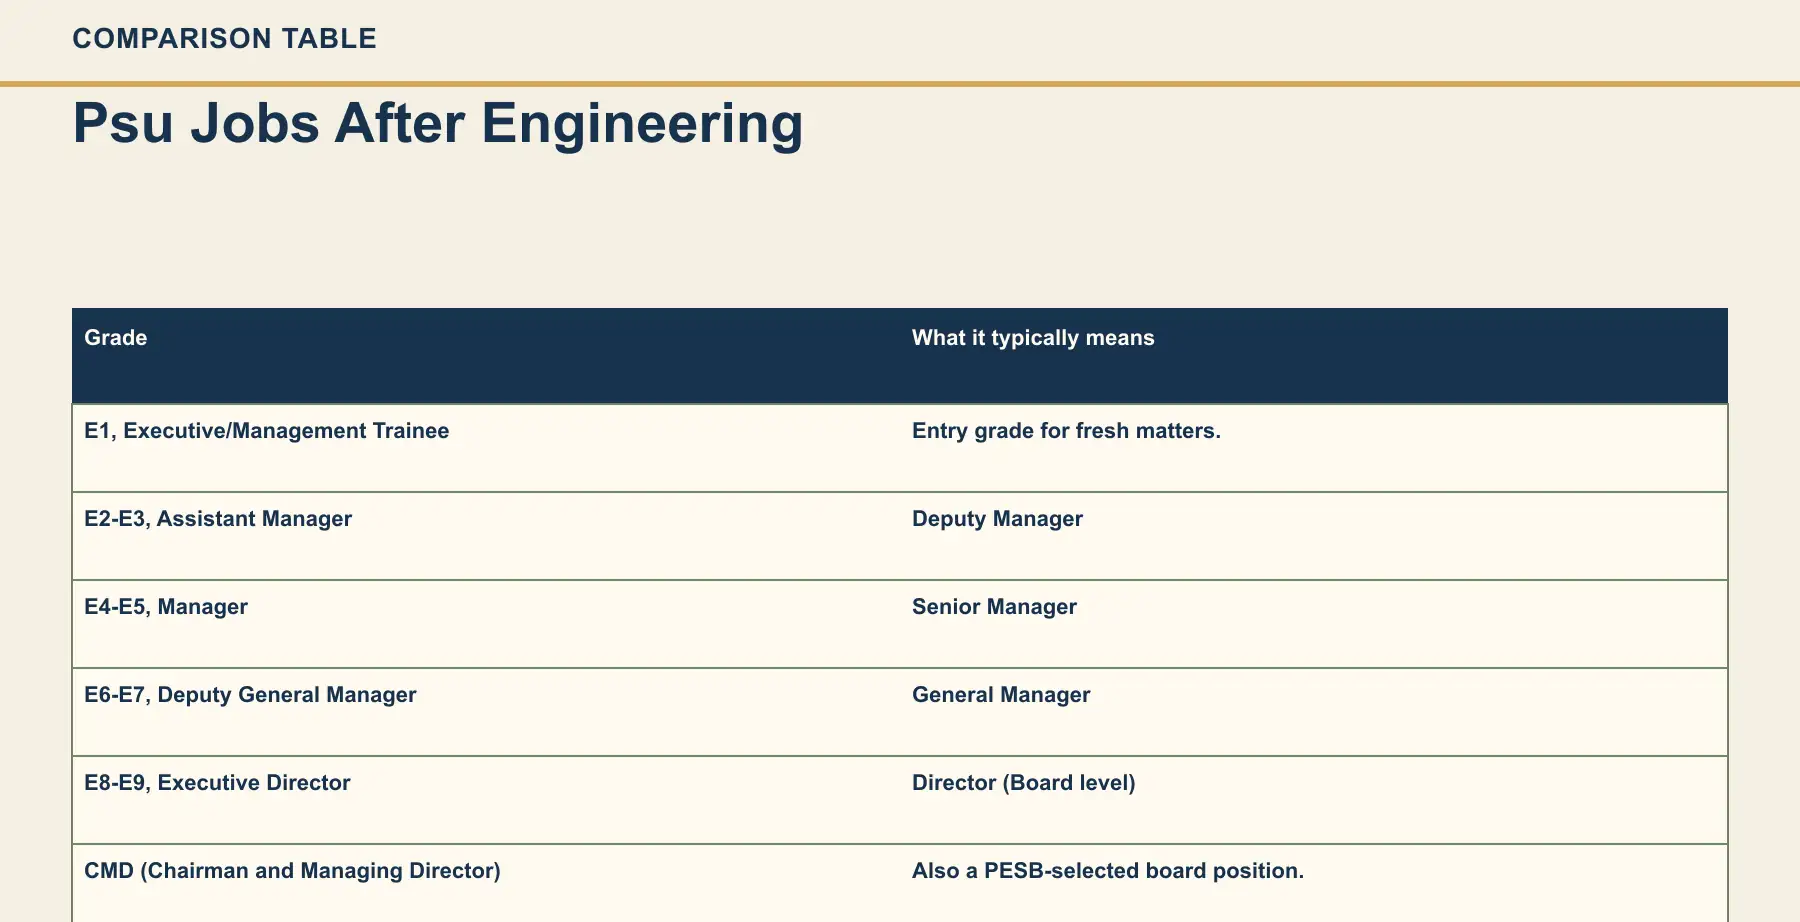 COMPARISON TABLE
Psu Jobs After Engineering
Grade What it typically means
E1, Executive/Management Trainee Entry grade for fresh matters.
E2-E3, Assistant Manager Deputy Manager
E4-E5, Manager Senior Manager
E6-E7, Deputy General Manager General Manager
E8-E9, Executive Director Director (Board level)
CMD (Chairman and Managing Director) Also a PESB-selected board position.